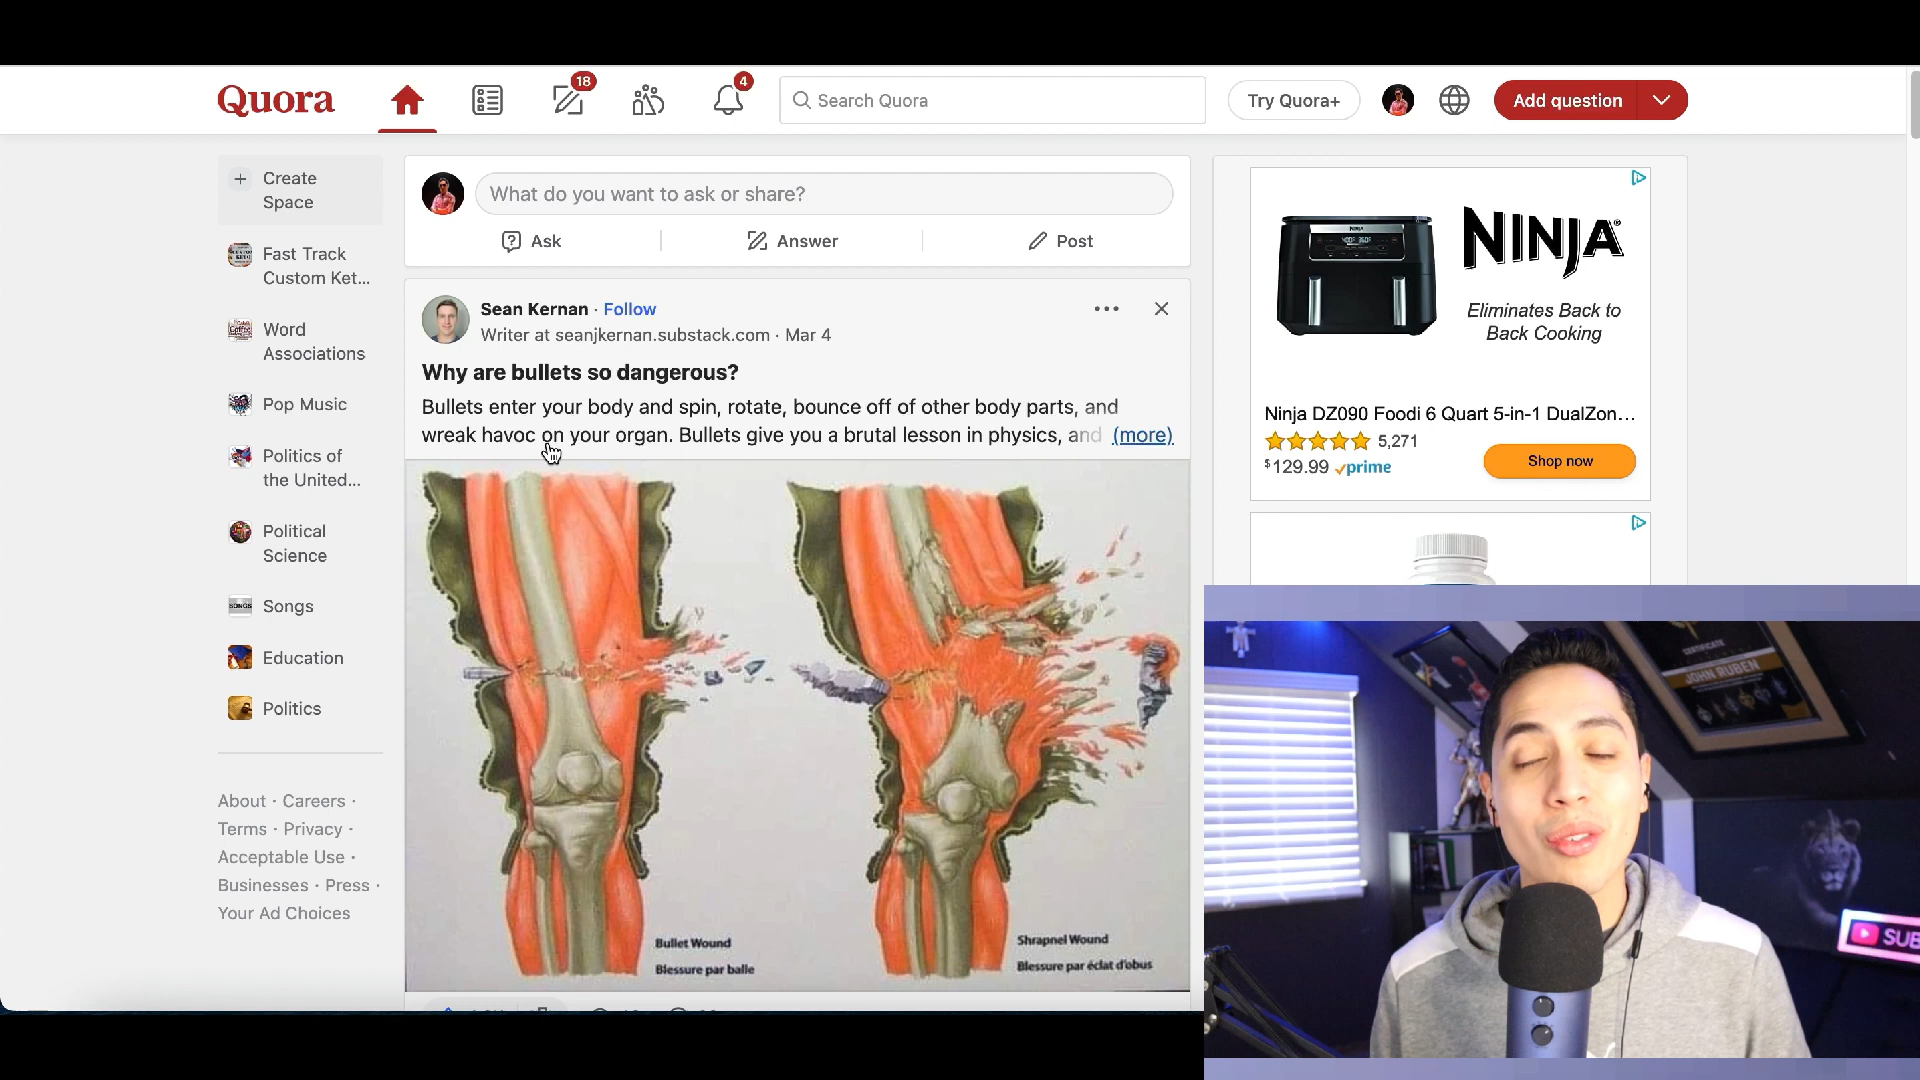 Quora
18
4
Search Quora
Try Quora+
Add question
+ Create
Space
Fast Track
Custom Ket...
Word
Associations
Pop Music
Politics of
the United...
Political
Science
SONGS
Songs
Education
Politics
About · Careers ·
Terms · Privacy ·
Acceptable Use ·
Businesses · Press ·
Your Ad Choices
What do you want to ask or share?
Ask
Answer
Post
Sean Kernan · Follow
Writer at seanjkernan.substack.com · Mar 4
Why are bullets so dangerous?
Bullets enter your body and spin, rotate, bounce off of other body parts, and
wreak havoc on your organ. Bullets give you a brutal lesson in physics, and (more)
Bullet Wound
Blessure par balle
Shrapnel Wound
Blessure par éclat d'obus
NINJA
Eliminates Back to
Back Cooking
Ninja DZ090 Foodi 6 Quart 5-in-1 DualZon...
5,271
$129.99 prime
Shop now
CERTIFICATE
JOHN RUBEN
SUB